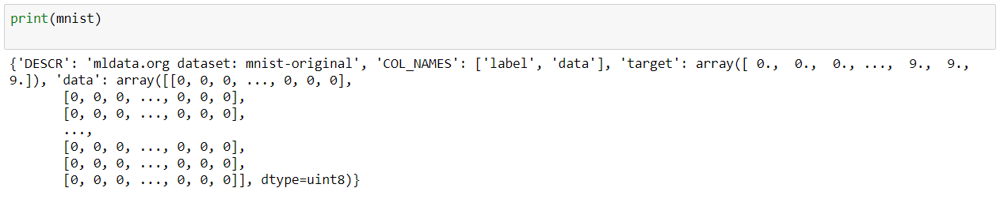 print(mnist)
{'DESCR': 'mldata.org dataset: mnist-original', 'COL_NAMES': ['label', 'data'], 'target': array([ 0.,  0.,  0., ...,  9.,  9.,
9.]), 'data': array([[0, 0, 0, ..., 0, 0, 0],
       [0, 0, 0, ..., 0, 0, 0],
       [0, 0, 0, ..., 0, 0, 0],
       ...,
       [0, 0, 0, ..., 0, 0, 0],
       [0, 0, 0, ..., 0, 0, 0],
       [0, 0, 0, ..., 0, 0, 0]], dtype=uint8)}